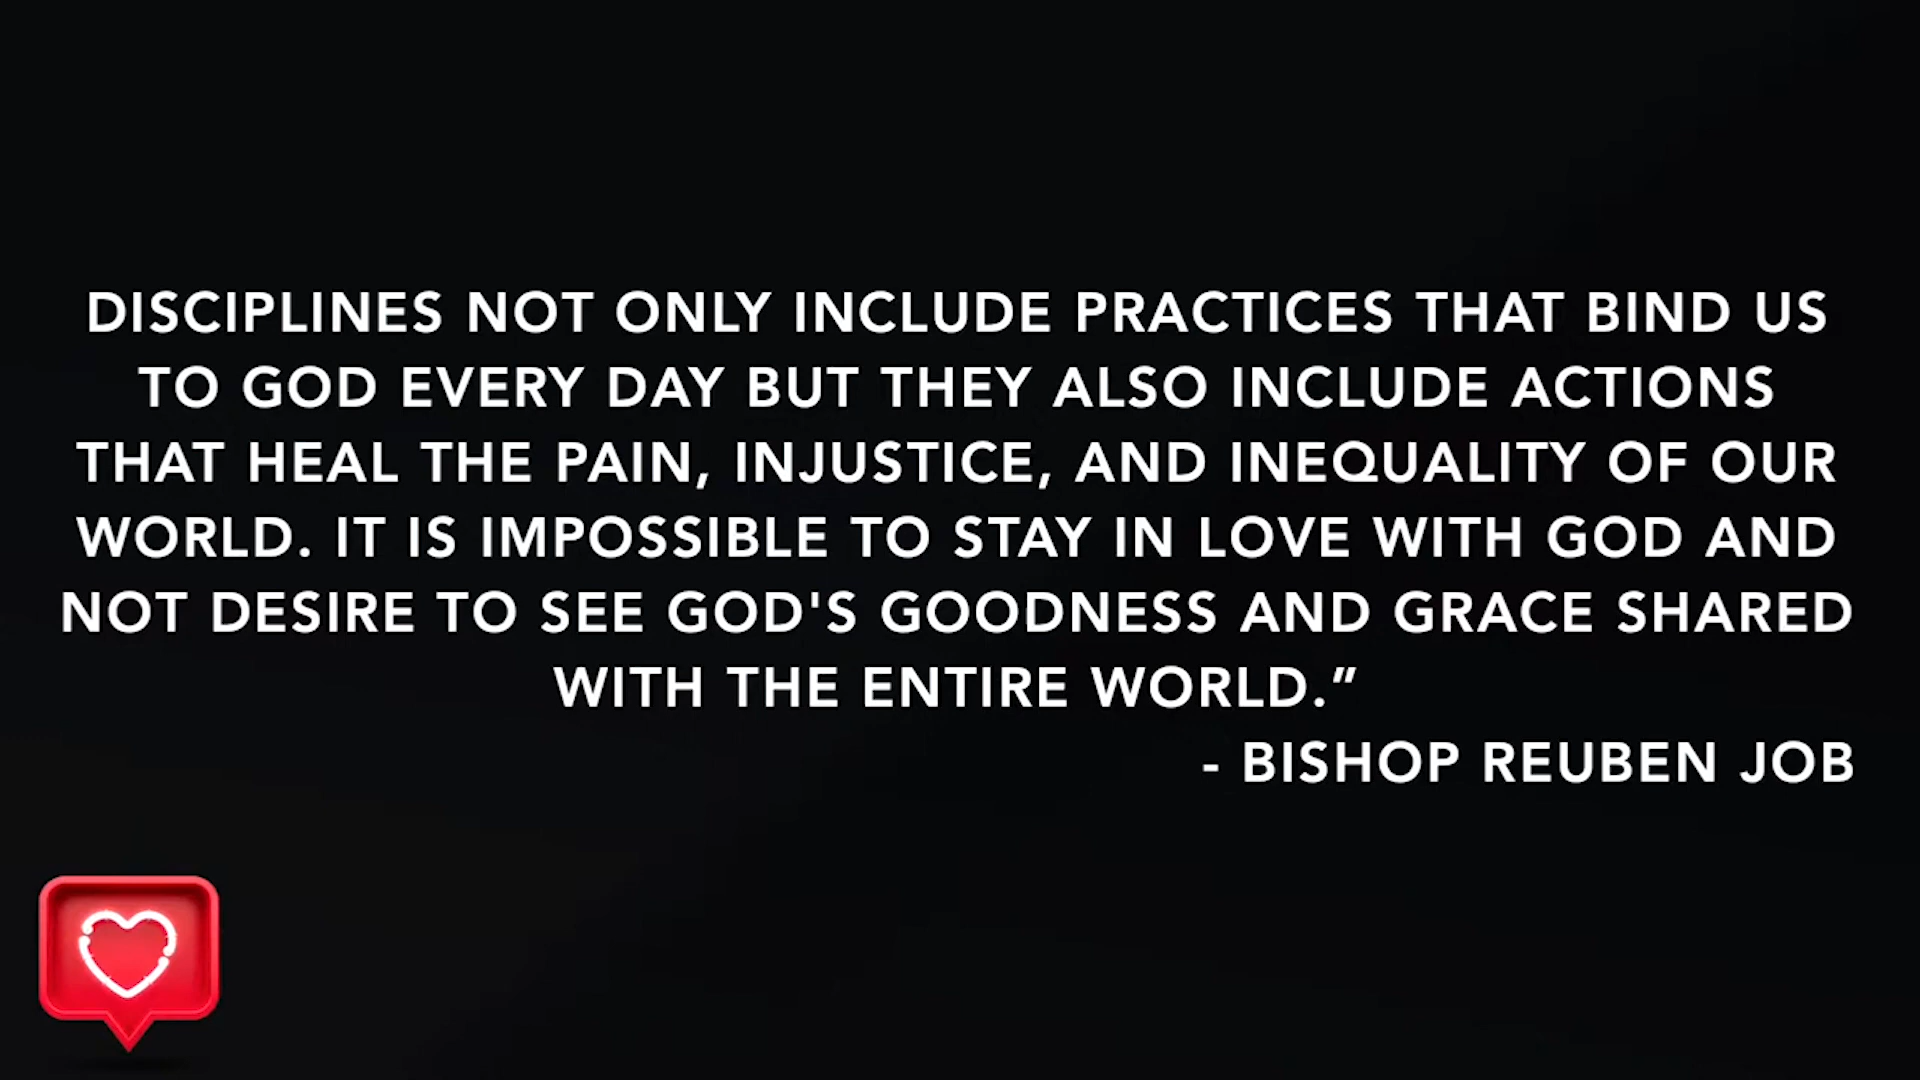 DISCIPLINES NOT ONLY INCLUDE PRACTICES THAT BIND US
TO GOD EVERY DAY BUT THEY ALSO INCLUDE ACTIONS
THAT HEAL THE PAIN, INJUSTICE, AND INEQUALITY OF OUR
WORLD. IT IS IMPOSSIBLE TO STAY IN LOVE WITH GOD AND
NOT DESIRE TO SEE GOD'S GOODNESS AND GRACE SHARED
WITH THE ENTIRE WORLD.”
- BISHOP REUBEN JOB